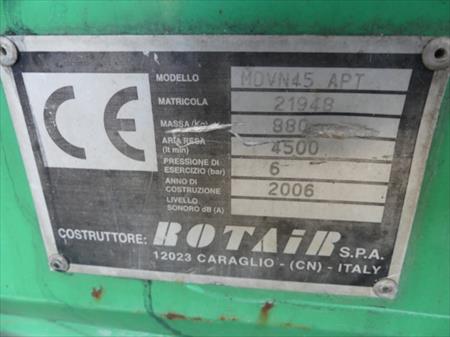 CE
MODELLO MDVN45 APT
MATRICOLA 21948
MASSA (Kg) 880
ARIA RESA
(lt min) 4500
PRESSIONE DI
ESERCIZIO (bar) 6
ANNO DI
COSTRUZIONE 2006
LIVELLO
SONORO dB (A)
COSTRUTTORE: ROTAIR S.P.A.
12023 CARAGLIO - (CN) - ITALY